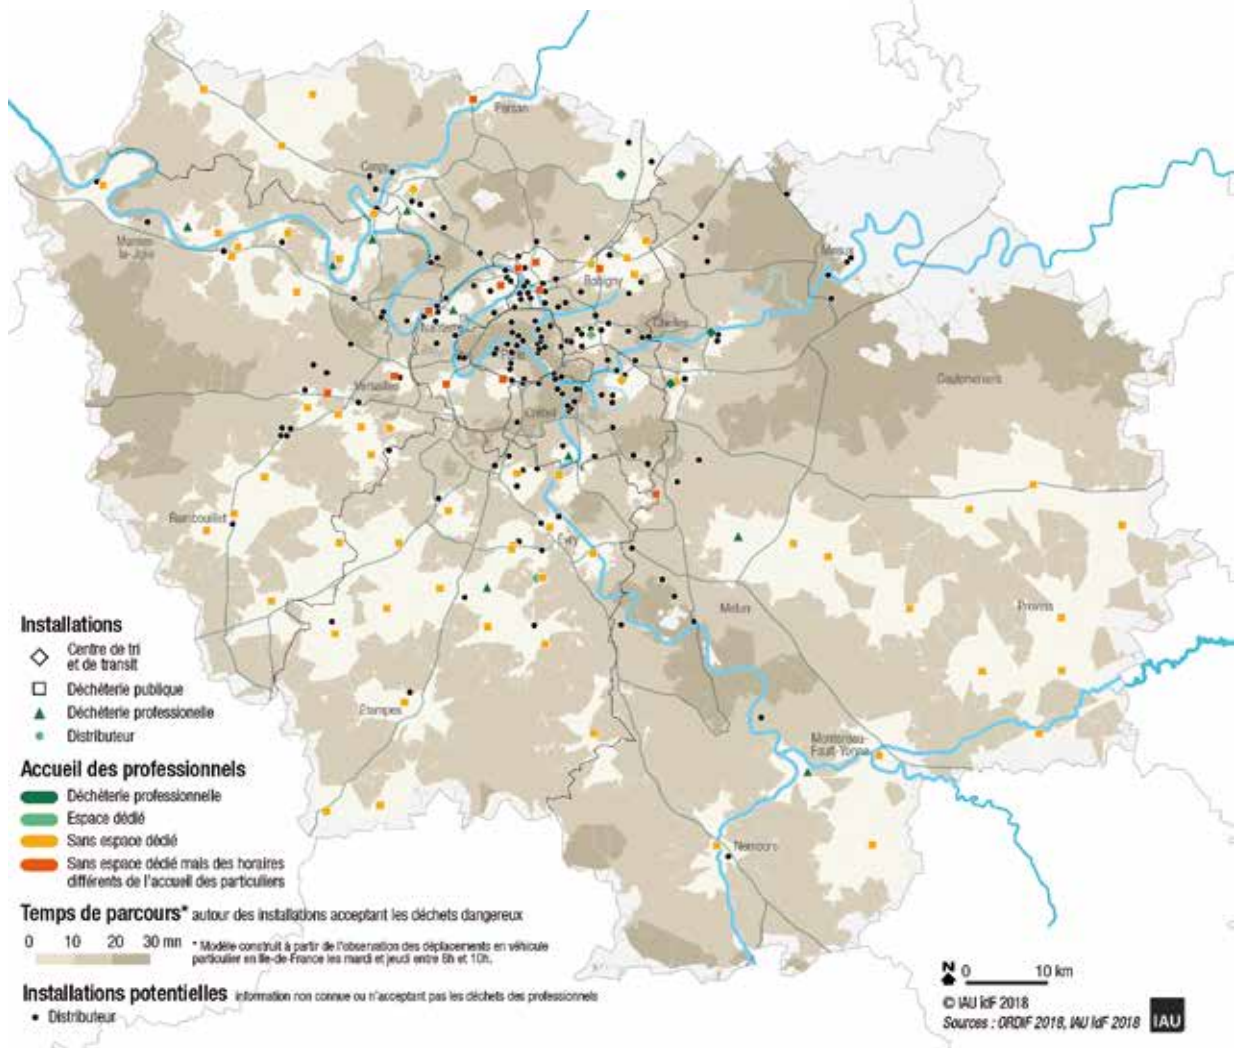 Persan
Cergy
Mantes-
la-Jolie
Meaux
Bobigny
Nanterre
Chelles
Versailles
Coulommiers
Créteil
Rambouillet
Evry
Melun
Provins
Étampes
Montereau-
Fault-Yonne
Nemours
Installations
Centre de tri
et de transit
Déchéterie publique
Déchéterie professionelle
Distributeur
Accueil des professionnels
Déchéterie professionnelle
Espace dédié
Sans espace dédié
Sans espace dédié mais des horaires
différents de l'accueil des particuliers
Temps de parcours* autour des installations acceptant les déchets dangereux
0 10 20 30 mn
* Modèle construit à partir de l'observation des déplacements en véhicule
particulier en Ile-de-France les mardi et jeudi entre 6h et 10h.
Installations potentielles information non connue ou n'acceptant pas les déchets des professionnels
Distributeur
N 0 10 km
© IAU îdF 2018
Sources : ORDIF 2018, IAU îdF 2018
IAU